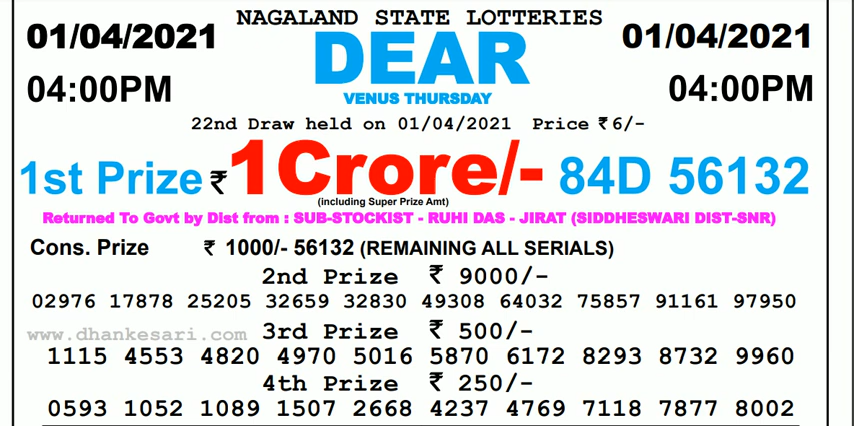 NAGALAND STATE LOTTERIES
01/04/2021 DEAR 01/04/2021
04:00PM VENUS THURSDAY 04:00PM
22nd Draw held on 01/04/2021 Price ₹6/-
1st Prize ₹ 1Crore/- 84D 56132
(including Super Prize Amt)
Returned To Govt by Dist from : SUB-STOCKIST - RUHI DAS - JIRAT (SIDDHESWARI DIST-SNR)
Cons. Prize ₹ 1000/- 56132 (REMAINING ALL SERIALS)
2nd Prize ₹ 9000/-
02976 17878 25205 32659 32830 49308 64032 75857 91161 97950
www.dhankesari.com 3rd Prize ₹ 500/-
1115 4553 4820 4970 5016 5870 6172 8293 8732 9960
4th Prize ₹ 250/-
0593 1052 1089 1507 2668 4237 4769 7118 7877 8002